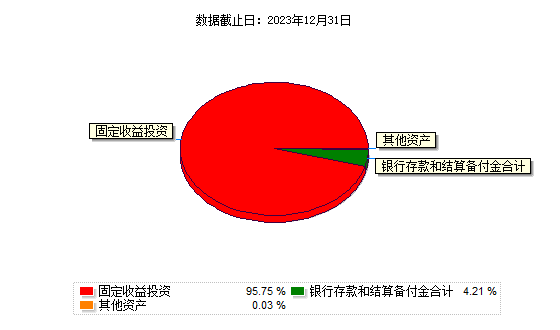 数据截止日：2023年12月31日
固定收益投资
其他资产
银行存款和结算备付金合计
固定收益投资 95.75 % 银行存款和结算备付金合计 4.21 %
其他资产 0.03 %